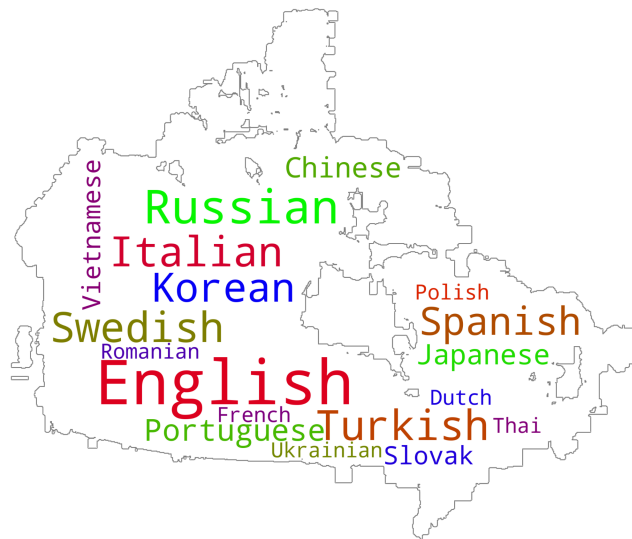 Chinese
Vietnamese
Russian
Italian
Korean
Polish
Swedish
Spanish
Romanian
Japanese
English
Dutch
French
Portuguese
Turkish
Thai
Ukrainian
Slovak